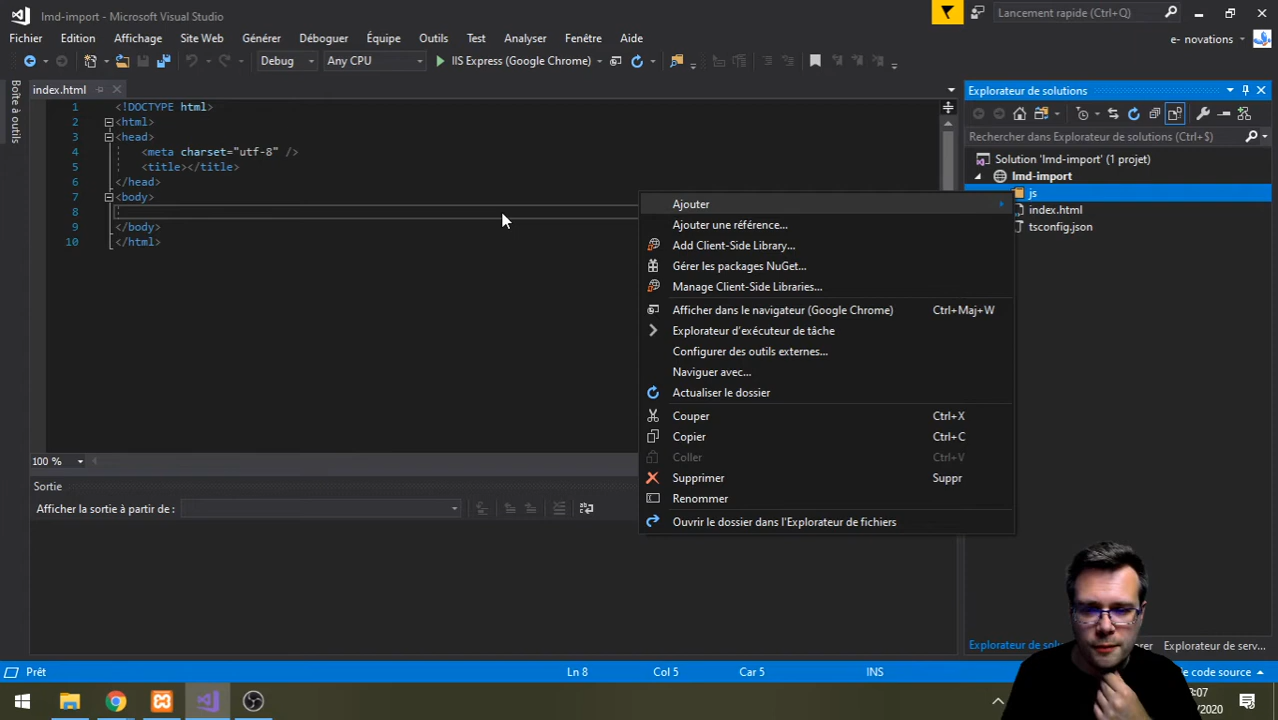 lmd-import - Microsoft Visual Studio
Lancement rapide (Ctrl+Q)
Fichier Edition Affichage Site Web Générer Déboguer Équipe Outils Test Analyser Fenêtre Aide
e- novations
Debug Any CPU IIS Express (Google Chrome)
Boîte à outils
index.html
1 <!DOCTYPE html>
2 <html>
3 <head>
4 <meta charset="utf-8" />
5 <title></title>
6 </head>
7 <body>
8
9 </body>
10 </html>
100 %
Ajouter
Ajouter une référence...
Add Client-Side Library...
Gérer les packages NuGet...
Manage Client-Side Libraries...
Afficher dans le navigateur (Google Chrome) Ctrl+Maj+W
Explorateur d'exécuteur de tâche
Configurer des outils externes...
Naviguer avec...
Actualiser le dossier
Couper Ctrl+X
Copier Ctrl+C
Coller Ctrl+V
Supprimer Suppr
Renommer
Ouvrir le dossier dans l'Explorateur de fichiers
Explorateur de solutions
Rechercher dans Explorateur de solutions (Ctrl+$)
Solution 'lmd-import' (1 projet)
lmd-import
js
index.html
tsconfig.json
Sortie
Afficher la sortie à partir de :
Explorateur de Explorateur de serv...
Prêt Ln 8 Col 5 Car 5 INS de code source